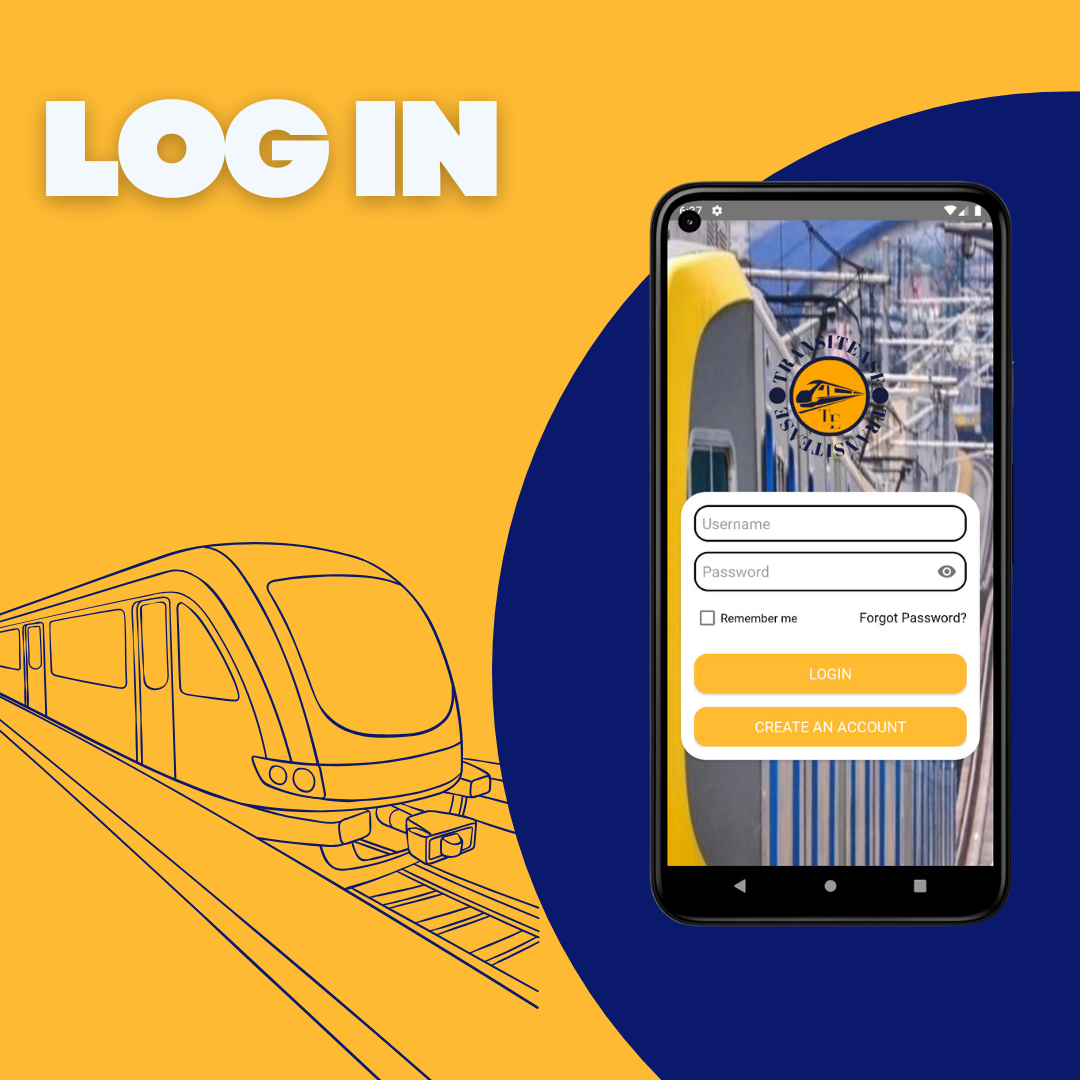 LOG IN
TRANSITEASE
TE
TRANSITEASE
Username
Password
Remember me
Forgot Password?
LOGIN
CREATE AN ACCOUNT